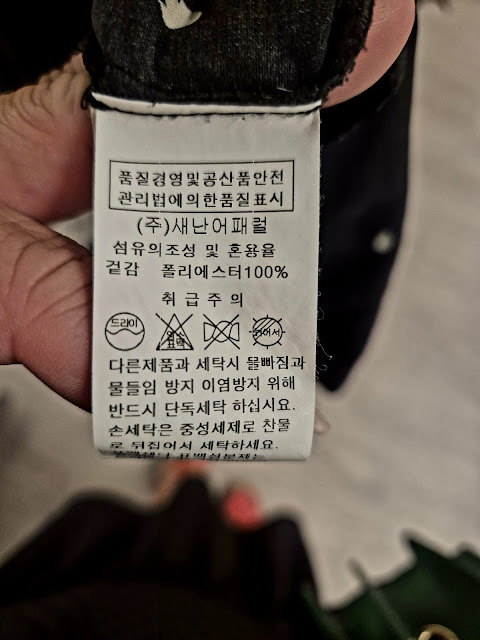 품질경영및공산품안전
관리법에의한품질표시
(주)새난어패럴
섬유의조성 및 혼용율
겉감 폴리에스터100%
취급주의
드라이
염소
표백
다른제품과 세탁시 물빠짐과
물들임 방지 이염방지 위해
반드시 단독세탁 하십시요.
손세탁은 중성세제로 찬물
로 뒤집어서 세탁하세요.